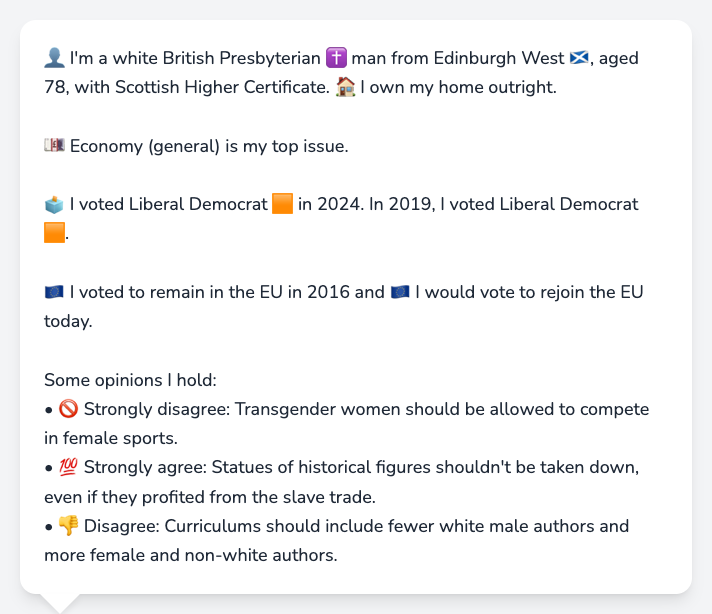 👤 I'm a white British Presbyterian ✝️ man from Edinburgh West 🏴󠁧󠁢󠁳󠁣󠁴󠁿, aged
78, with Scottish Higher Certificate. 🏠 I own my home outright.
💷 Economy (general) is my top issue.
🗳️ I voted Liberal Democrat 🟧 in 2024. In 2019, I voted Liberal Democrat
🟧.
🇪🇺 I voted to remain in the EU in 2016 and 🇪🇺 I would vote to rejoin the EU
today.
Some opinions I hold:
• 🚫 Strongly disagree: Transgender women should be allowed to compete
in female sports.
• 💯 Strongly agree: Statues of historical figures shouldn't be taken down,
even if they profited from the slave trade.
• 👎 Disagree: Curriculums should include fewer white male authors and
more female and non-white authors.